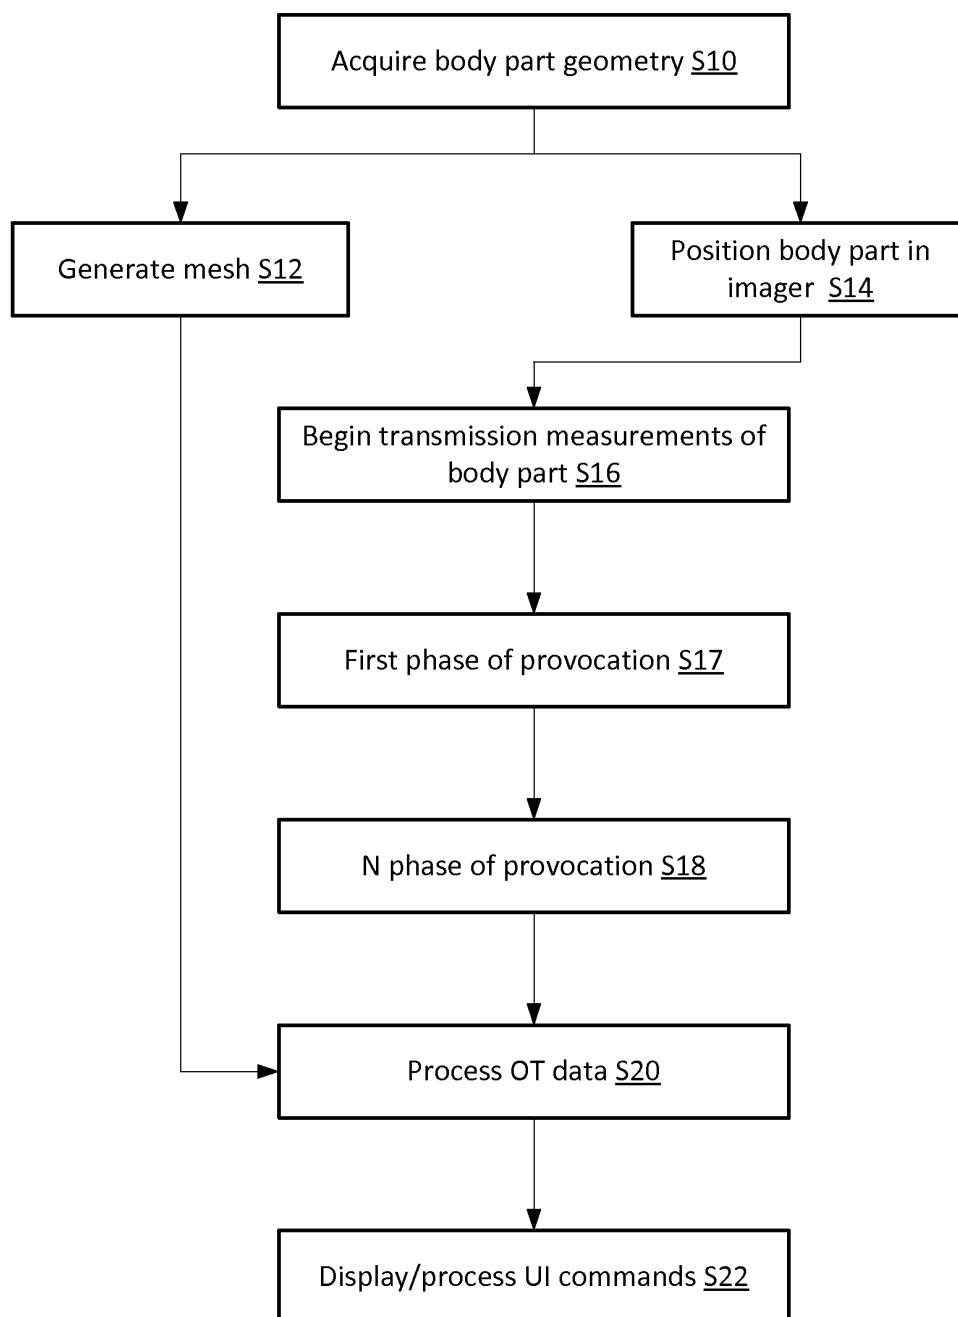 Acquire body part geometry S10
Generate mesh S12
Position body part in
imager S14
Begin transmission measurements of
body part S16
First phase of provocation S17
N phase of provocation S18
Process OT data S20
Display/process UI commands S22